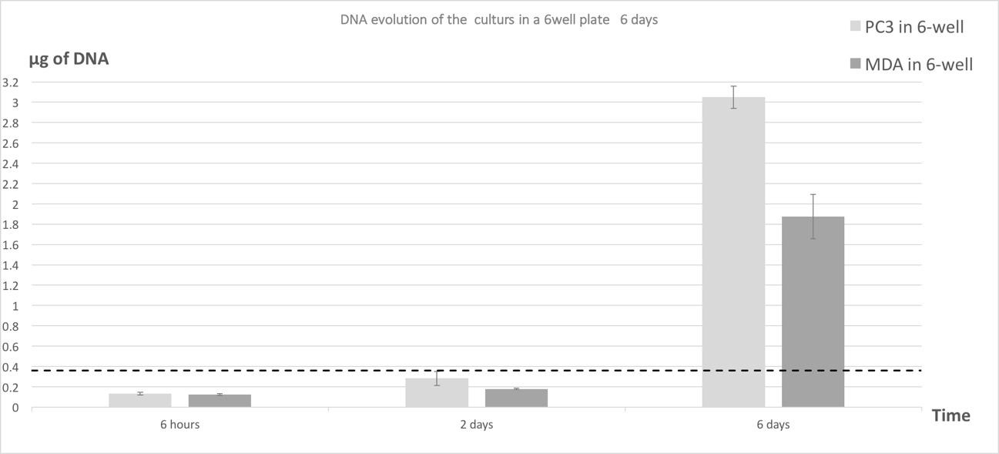 DNA evolution of the  culturs in a 6well plate   6 days
PC3 in 6-well
MDA in 6-well
µg of DNA
3.2
3
2.8
2.6
2.4
2.2
2
1.8
1.6
1.4
1.2
1
0.8
0.6
0.4
0.2
0
6 hours
2 days
6 days
Time